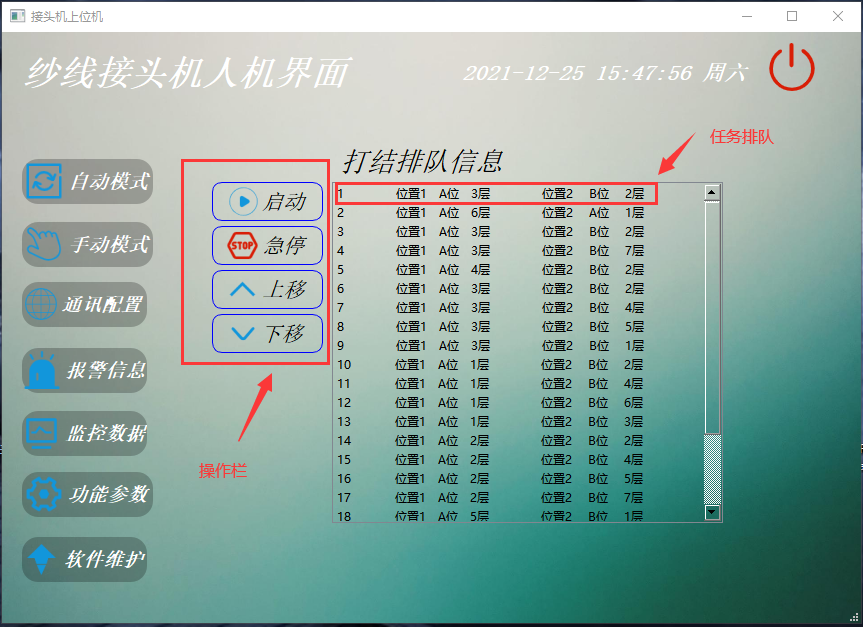 接头机上位机
纱线接头机人机界面
2021-12-25 15:47:56 周六
任务排队
打结排队信息
自动模式
手动模式
通讯配置
报警信息
监控数据
功能参数
软件维护
启动
STOP 急停
上移
下移
操作栏
1 位置1 A位 3层 位置2 B位 2层
2 位置1 A位 6层 位置2 A位 1层
3 位置1 A位 3层 位置2 B位 2层
4 位置1 A位 3层 位置2 B位 7层
5 位置1 A位 4层 位置2 B位 2层
6 位置1 A位 3层 位置2 B位 2层
7 位置1 A位 3层 位置2 B位 4层
8 位置1 A位 3层 位置2 B位 5层
9 位置1 A位 3层 位置2 B位 1层
10 位置1 A位 1层 位置2 B位 2层
11 位置1 A位 1层 位置2 B位 4层
12 位置1 A位 1层 位置2 B位 6层
13 位置1 A位 1层 位置2 B位 3层
14 位置1 A位 2层 位置2 B位 2层
15 位置1 A位 2层 位置2 B位 4层
16 位置1 A位 2层 位置2 B位 5层
17 位置1 A位 2层 位置2 B位 7层
18 位置1 A位 5层 位置2 B位 1层